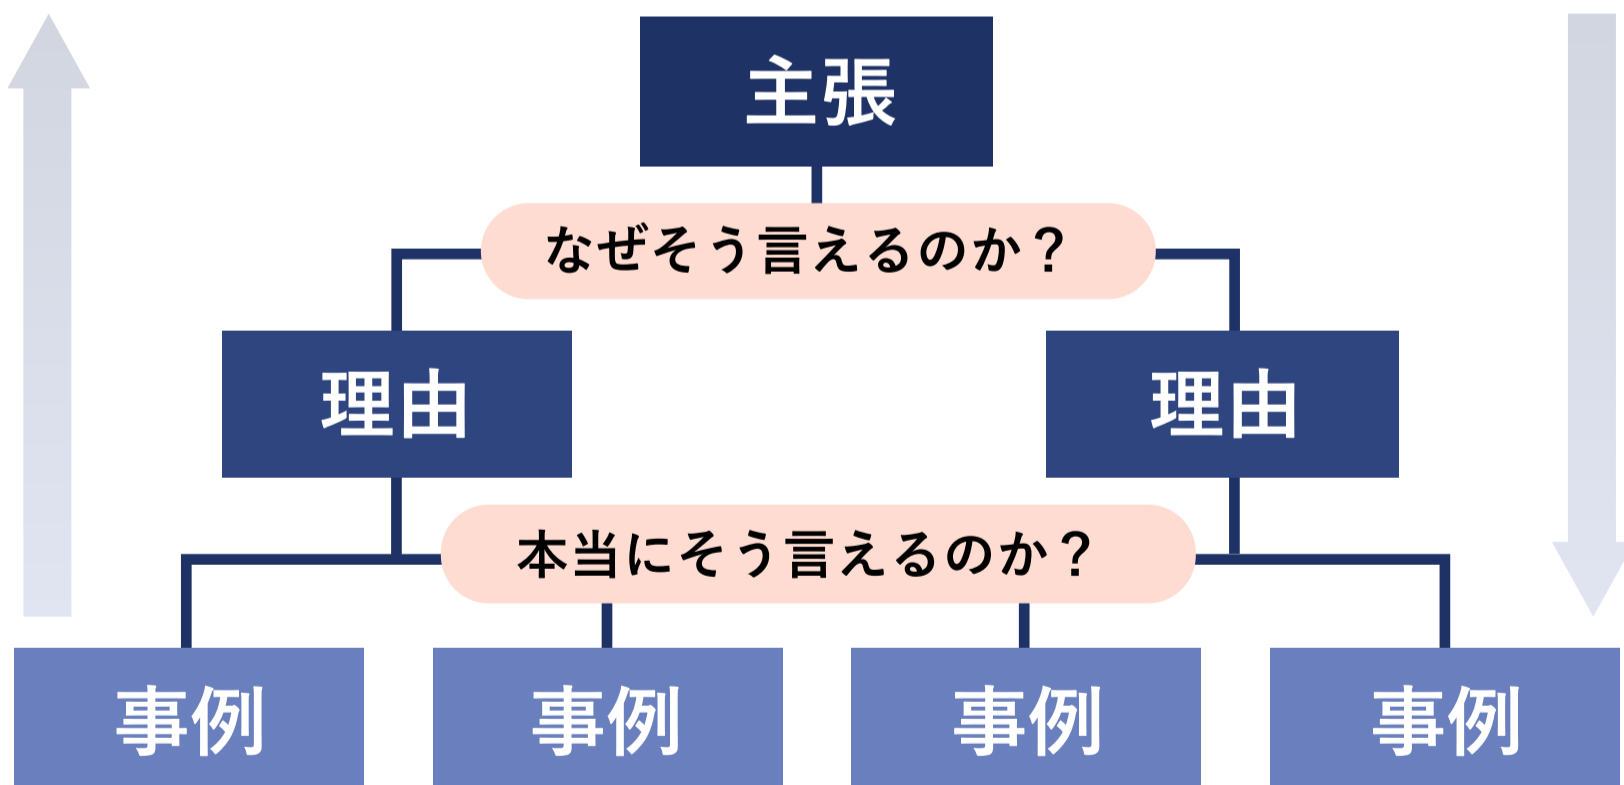 主張
なぜそう言えるのか？
理由
理由
本当にそう言えるのか？
事例
事例
事例
事例